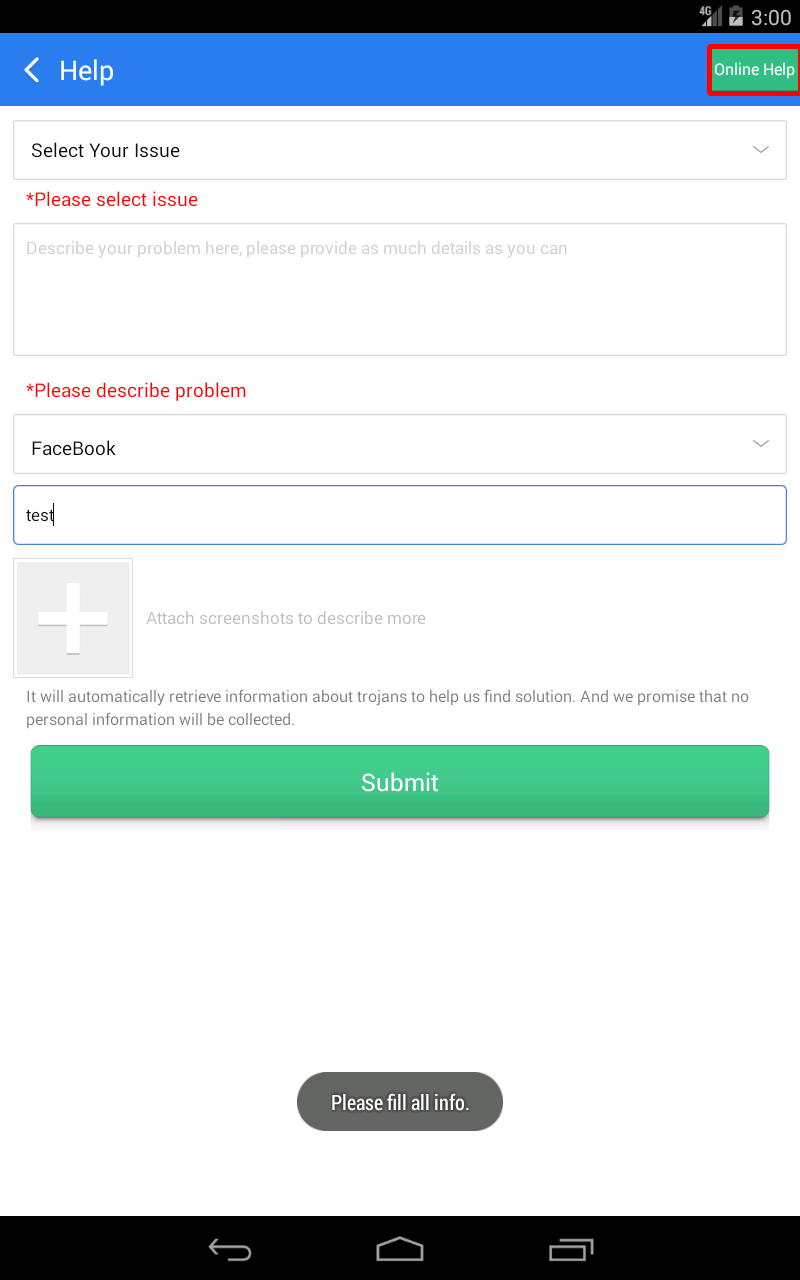 4G 3:00
Help
Online Help
Select Your Issue
*Please select issue
Describe your problem here, please provide as much details as you can
*Please describe problem
FaceBook
test
Attach screenshots to describe more
It will automatically retrieve information about trojans to help us find solution. And we promise that no
personal information will be collected.
Submit
Please fill all info.